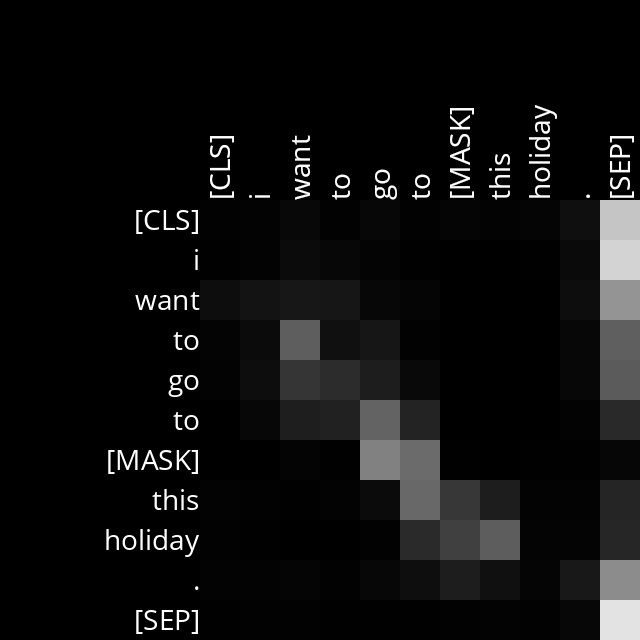 [CLS] i want to go to [MASK] this holiday . [SEP]
[CLS]
i
want
to
go
to
[MASK]
this
holiday
.
[SEP]